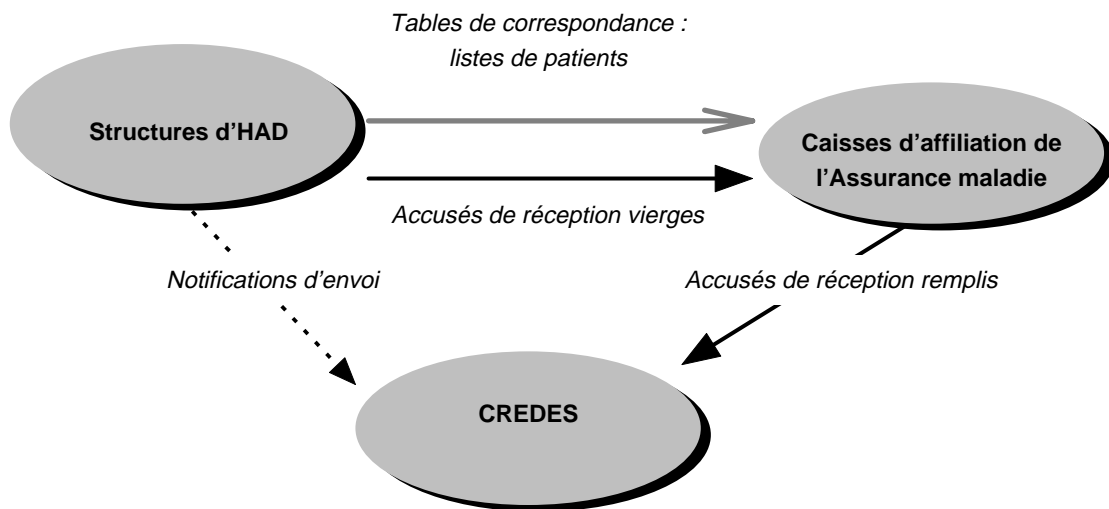 Tables de correspondance :
listes de patients
Structures d'HAD
Caisses d'affiliation de
l'Assurance maladie
Accusés de réception vierges
Notifications d'envoi
Accusés de réception remplis
CREDES